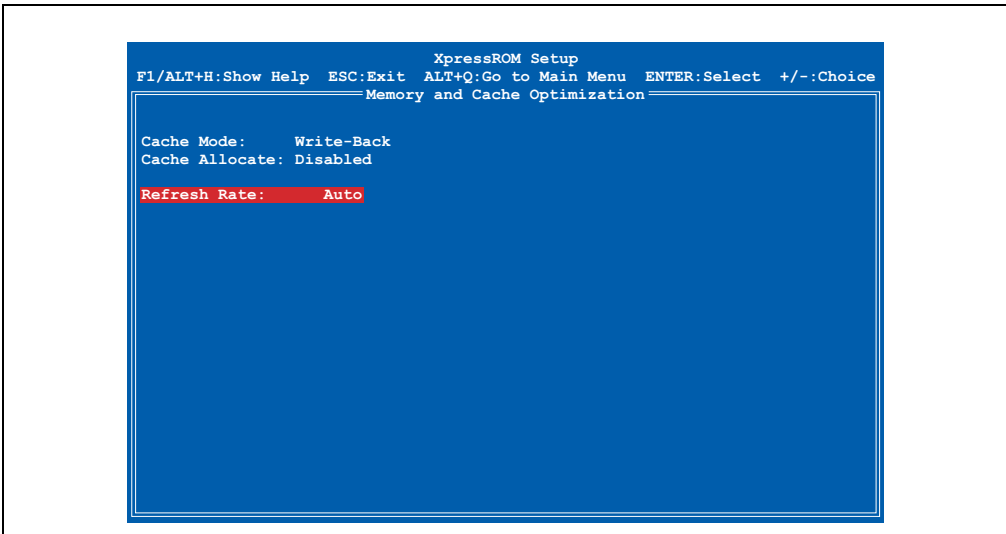 XpressROM Setup
F1/ALT+H:Show Help ESC:Exit ALT+Q:Go to Main Menu ENTER:Select +/-:Choice
Memory and Cache Optimization
Cache Mode: Write-Back
Cache Allocate: Disabled
Refresh Rate: Auto